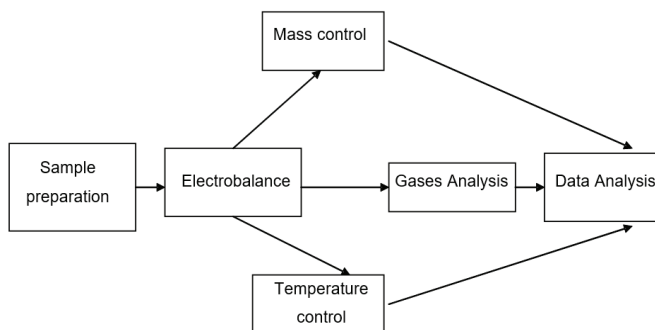 Mass control
Sample
preparation
Electrobalance
Gases Analysis
Data Analysis
Temperature
control